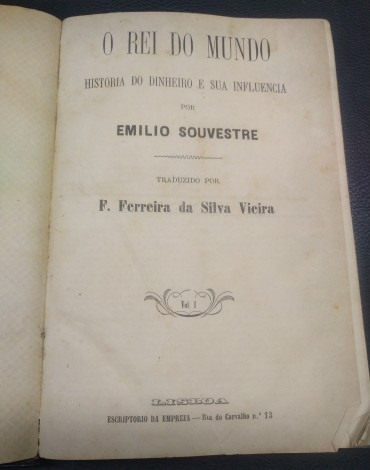 O REI DO MUNDO
HISTORIA DO DINHEIRO E SUA INFLUENCIA
POR
EMILIO SOUVESTRE
TRADUZIDO POR
F. Ferreira da Silva Vieira
Vol. I
LISBOA
ESCRIPTORIO DA EMPREZA — Rua do Carvalho n.º 13